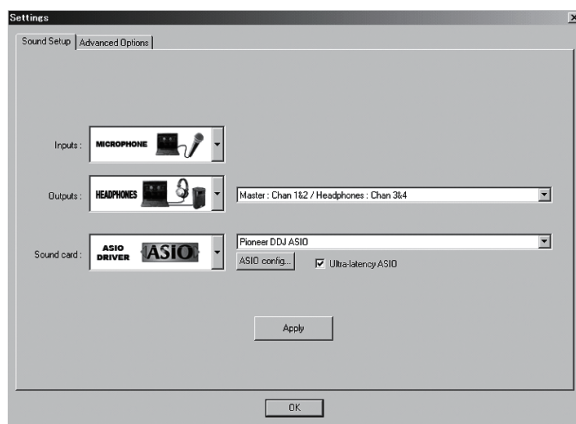 Settings
Sound Setup
Advanced Options
Inputs :
MICROPHONE
Outputs :
HEADPHONES
Master : Chan 1&2 / Headphones : Chan 3&4
Sound card :
ASIO DRIVER
ASIO
Pioneer DDJ ASIO
ASIO config...
Ultra-latency ASIO
Apply
OK